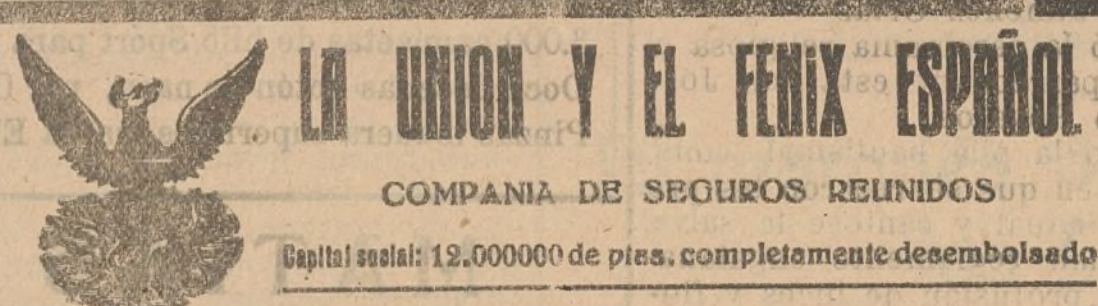 LA UNION Y EL FENIX ESPAÑOL
COMPANIA DE SEGUROS REUNIDOS
Capital social: 12.000000 de ptas. completamente desembolsado